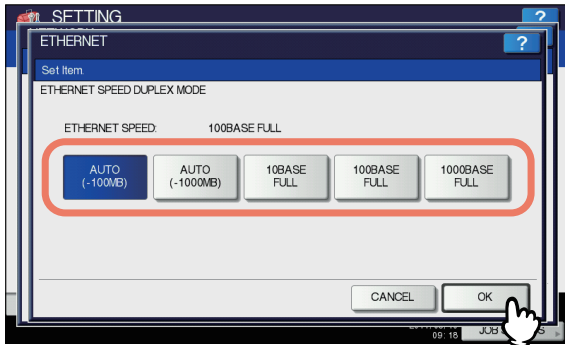 SETTING
?
ETHERNET
?
Set Item
ETHERNET SPEED DUPLEX MODE
ETHERNET SPEED: 100BASE FULL
AUTO (-100MB)
AUTO (-1000MB)
10BASE FULL
100BASE FULL
1000BASE FULL
CANCEL
OK
09:18
JOB